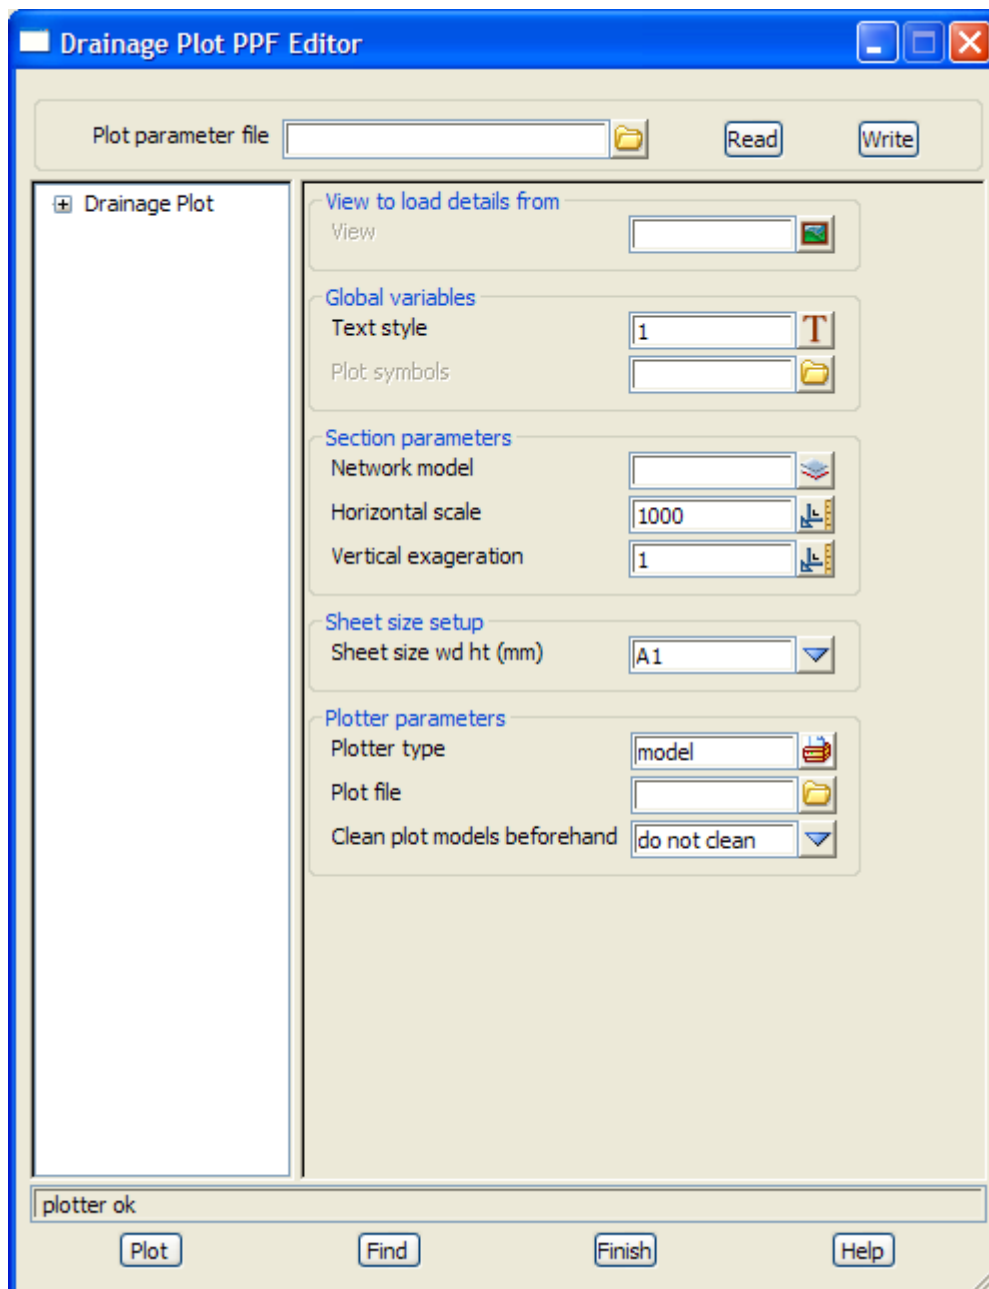 Drainage Plot PPF Editor
Plot parameter file Read Write
Drainage Plot
View to load details from
View
Global variables
Text style 1 T
Plot symbols
Section parameters
Network model
Horizontal scale 1000
Vertical exageration 1
Sheet size setup
Sheet size wd ht (mm) A1
Plotter parameters
Plotter type model
Plot file
Clean plot models beforehand do not clean
plotter ok
Plot Find Finish Help